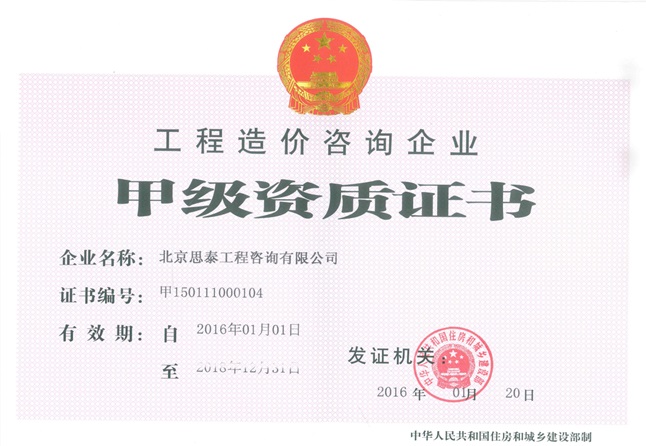 工程造价咨询企业
甲级资质证书
企业名称：北京思泰工程咨询有限公司
证书编号：甲150111000104
有效期：自 2016年01月01日
至 2018年12月31日
发证机关：
中华人民共和国住房和城乡建设部
2016 年 01月 20日
中华人民共和国住房和城乡建设部制